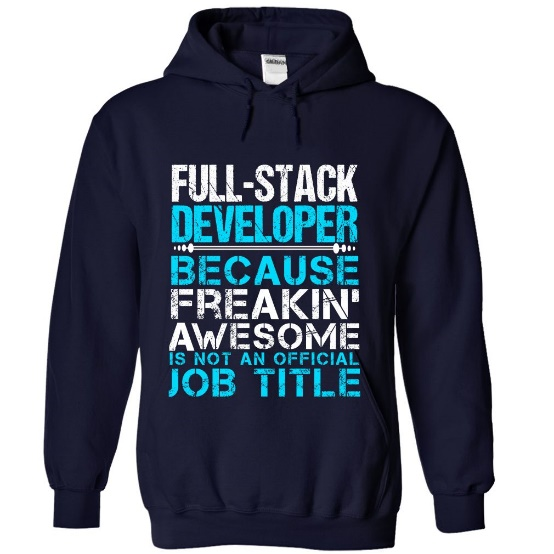 FULL-STACK
DEVELOPER
BECAUSE
FREAKIN'
AWESOME
IS NOT AN OFFICIAL
JOB TITLE